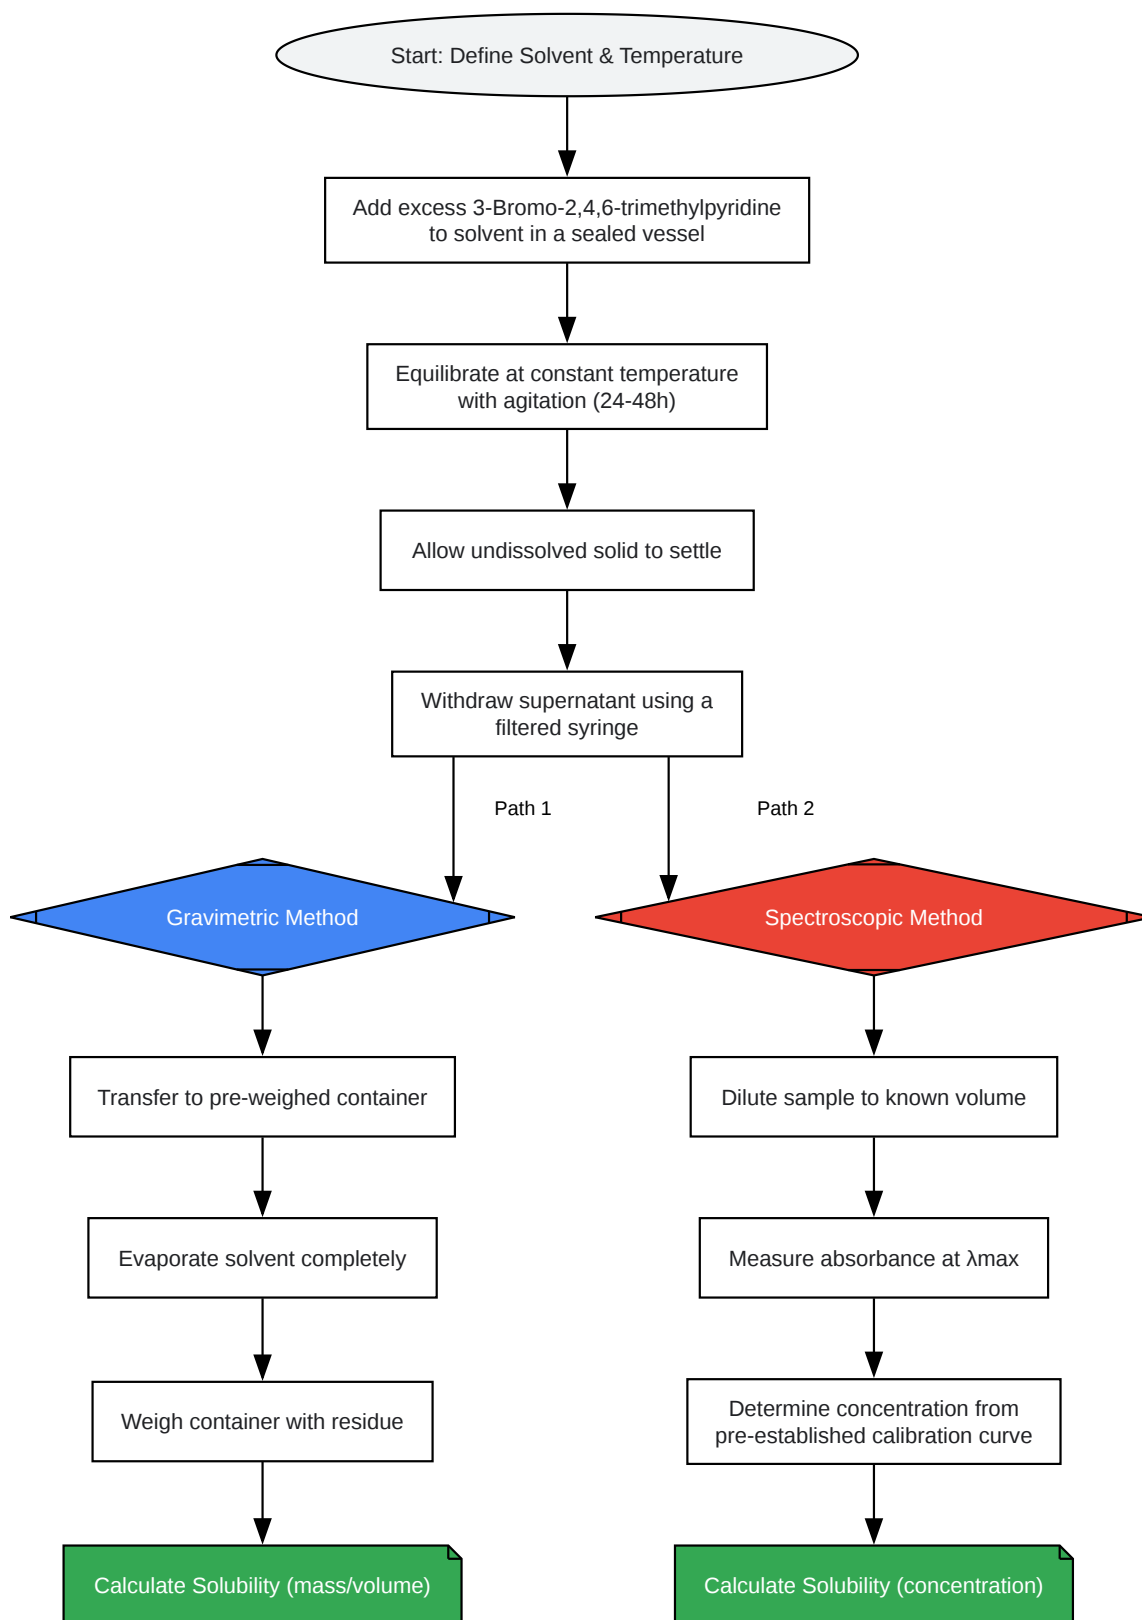 Start: Define Solvent & Temperature
Add excess 3-Bromo-2,4,6-trimethylpyridine
to solvent in a sealed vessel
Equilibrate at constant temperature
with agitation (24-48h)
Allow undissolved solid to settle
Withdraw supernatant using a
filtered syringe
Path 1
Path 2
Gravimetric Method
Spectroscopic Method
Transfer to pre-weighed container
Dilute sample to known volume
Evaporate solvent completely
Measure absorbance at λmax
Weigh container with residue
Determine concentration from
pre-established calibration curve
Calculate Solubility (mass/volume)
Calculate Solubility (concentration)